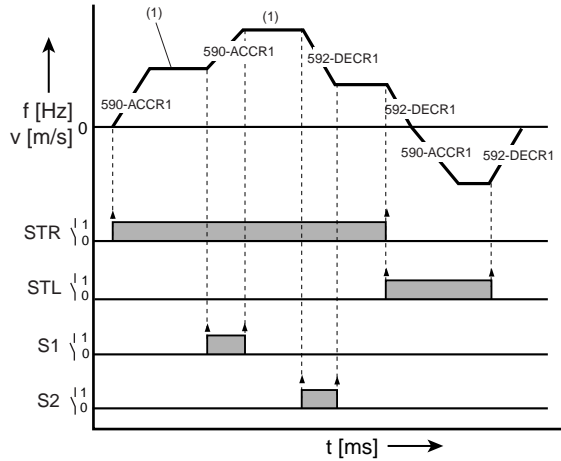 (1) (1)
590-ACCR1 592-DECR1
f [Hz] 590-ACCR1 592-DECR1
v [m/s] 0
590-ACCR1 592-DECR1
STR 1
0
STL 1
0
S1 1
0
S2 1
0
t [ms]